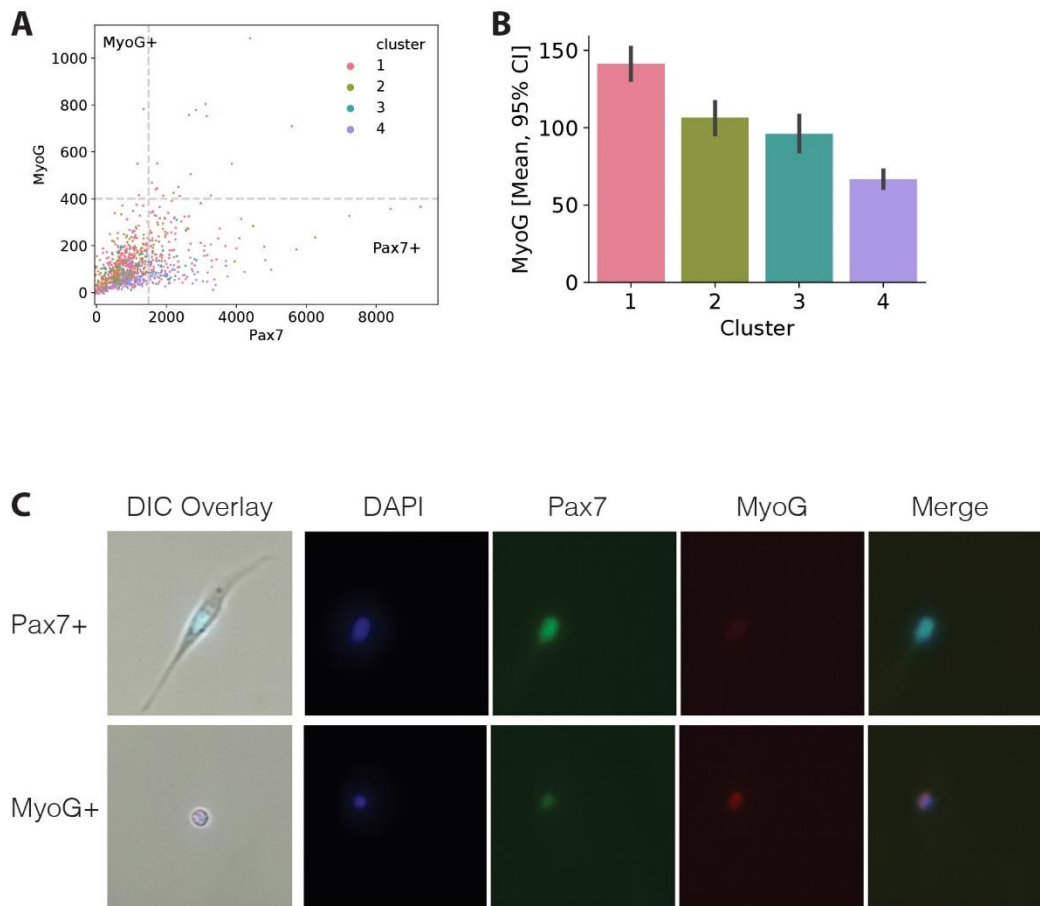 A
MyoG+
cluster
1
2
3
4
Pax7+
1000
800
600
400
200
0
MyoG
0 2000 4000 6000 8000
Pax7
B
150
100
50
0
MyoG [Mean, 95% CI]
1 2 3 4
Cluster
C
DIC Overlay DAPI Pax7 MyoG Merge
Pax7+
MyoG+